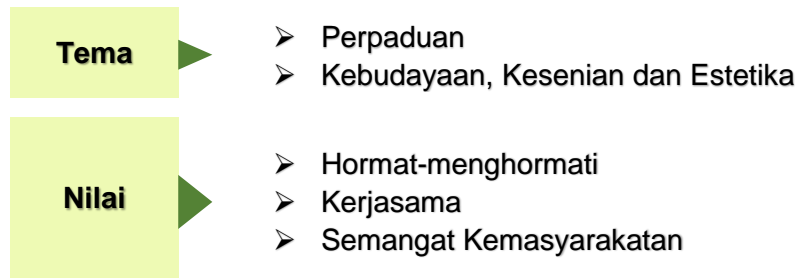 Tema
➢ Perpaduan
➢ Kebudayaan, Kesenian dan Estetika
Nilai
➢ Hormat-menghormati
➢ Kerjasama
➢ Semangat Kemasyarakatan